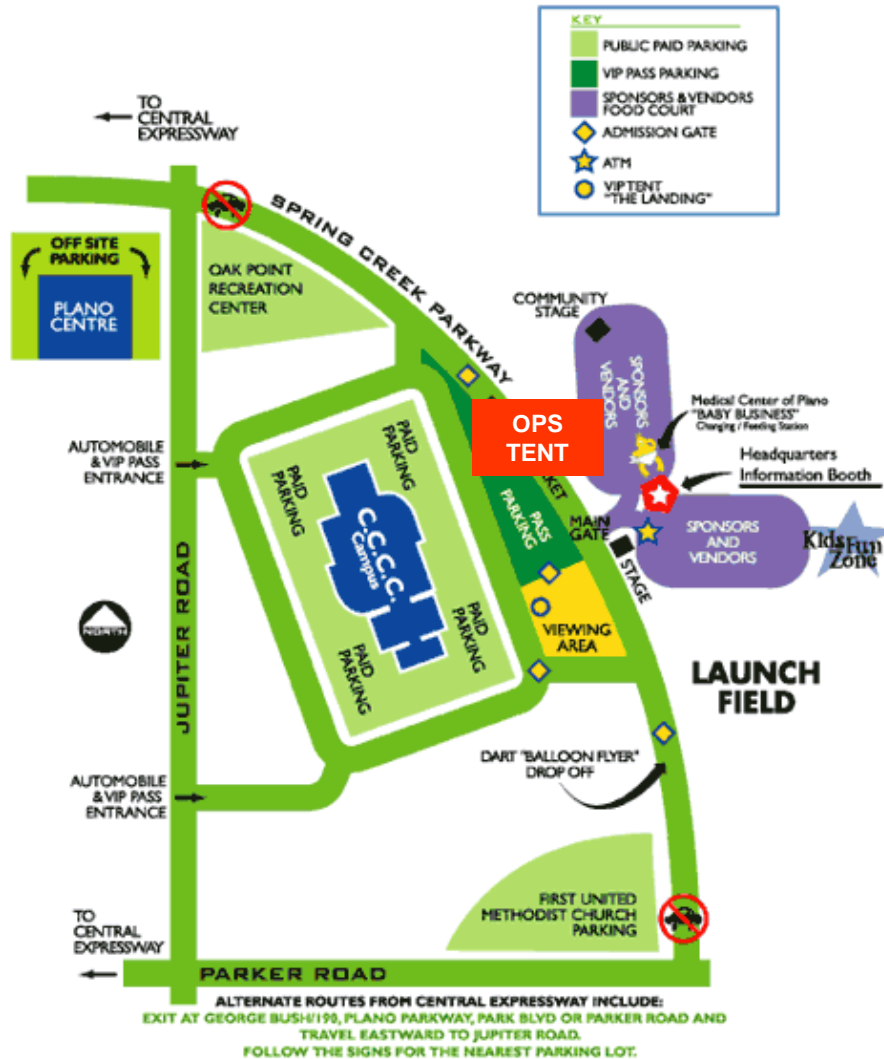 KEY
PUBLIC PAID PARKING
VIP PASS PARKING
SPONSORS & VENDORS
FOOD COURT
ADMISSION GATE
ATM
VIP TENT
"THE LANDING"
TO
CENTRAL
EXPRESSWAY
SPRING CREEK PARKWAY
OFF SITE
PARKING
PLANO
CENTRE
OAK POINT
RECREATION
CENTER
COMMUNITY
STAGE
SPONSORS
AND
VENDORS
Medical Center of Plano
"BABY BUSINESS"
Changing / Feeding Station
OPS
TENT
Headquarters
Information Booth
AUTOMOBILE
& VIP PASS
ENTRANCE
PAID
PARKING
PAID
PARKING
C.C.C.C.
Campus
PAID
PARKING
PAID
PARKING
PASS
PARKING
MAIN
GATE
STAGE
SPONSORS
AND
VENDORS
Kids Fun
Zone
VIEWING
AREA
NORTH
JUPITER ROAD
LAUNCH
FIELD
DART "BALLOON FLYER"
DROP OFF
AUTOMOBILE
& VIP PASS
ENTRANCE
FIRST UNITED
METHODIST CHURCH
PARKING
TO
CENTRAL
EXPRESSWAY
PARKER ROAD
ALTERNATE ROUTES FROM CENTRAL EXPRESSWAY INCLUDE:
EXIT AT GEORGE BUSH/190, PLANO PARKWAY, PARK BLVD OR PARKER ROAD AND
TRAVEL EASTWARD TO JUPITER ROAD.
FOLLOW THE SIGNS FOR THE NEAREST PARKING LOT.